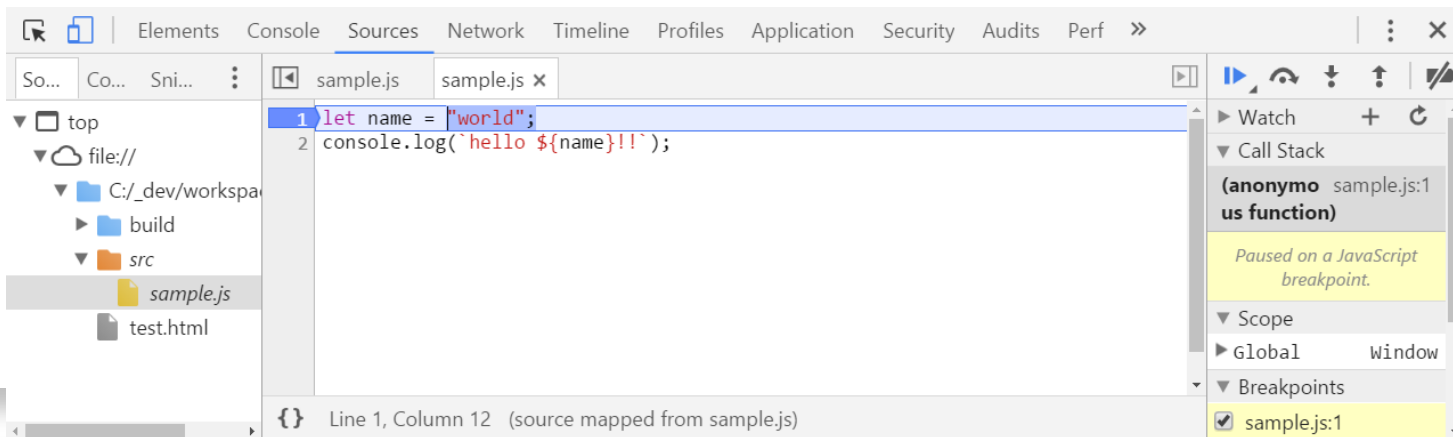 Elements Console Sources Network Timeline Profiles Application Security Audits Perf »
So... Co... Sni...
top
file://
C:/_dev/workspa
build
src
sample.js
test.html
sample.js sample.js ×
1 let name = "world";
2 console.log(`hello ${name}!!`);
{} Line 1, Column 12 (source mapped from sample.js)
Watch
Call Stack
(anonymo sample.js:1
us function)
Paused on a JavaScript
breakpoint.
Scope
Global Window
Breakpoints
sample.js:1